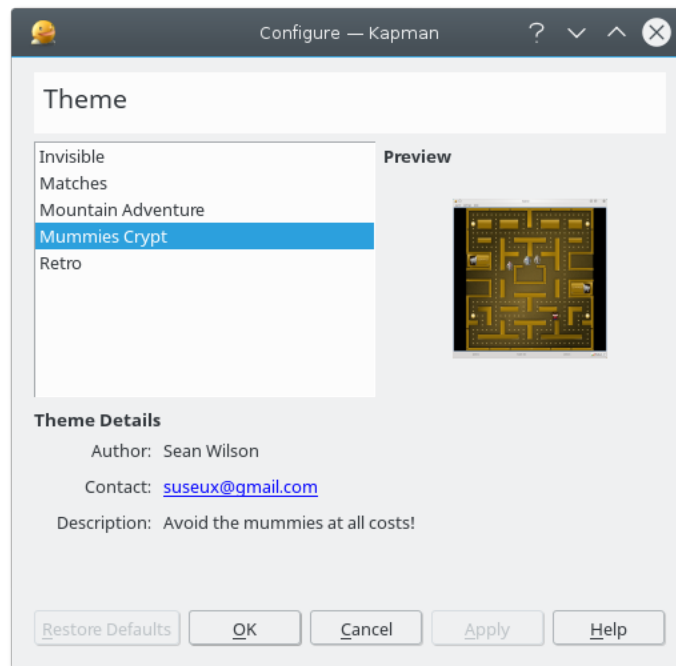 Configure — Kapman
Theme
Invisible
Matches
Mountain Adventure
Mummies Crypt
Retro
Preview
Theme Details
Author: Sean Wilson
Contact: suseux@gmail.com
Description: Avoid the mummies at all costs!
Restore Defaults OK Cancel Apply Help